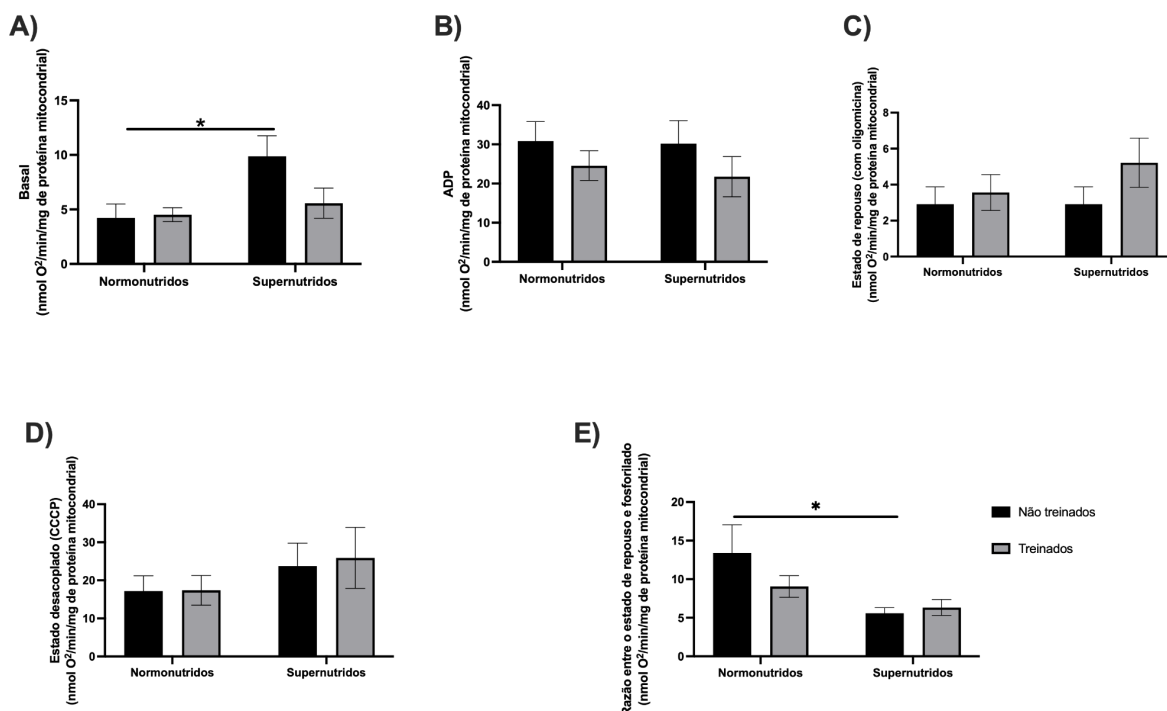 A)
Basal
(nmol O²/min/mg de proteína mitocondrial)
15
10
5
0
*
Normonutridos
Supernutridos
B)
ADP
(nmol O²/min/mg de proteína mitocondrial)
40
30
20
10
0
Normonutridos
Supernutridos
C)
Estado de repouso (com oligomicina)
(nmol O²/min/mg de proteína mitocondrial)
8
6
4
2
0
Normonutridos
Supernutridos
D)
Estado desacoplado (CCCP)
(nmol O²/min/mg de proteína mitocondrial)
40
30
20
10
0
Normonutridos
Supernutridos
E)
Razão entre o estado de repouso e fosforilado
(nmol O²/min/mg de proteína mitocondrial)
20
15
10
5
0
*
Normonutridos
Supernutridos
Não treinados
Treinados